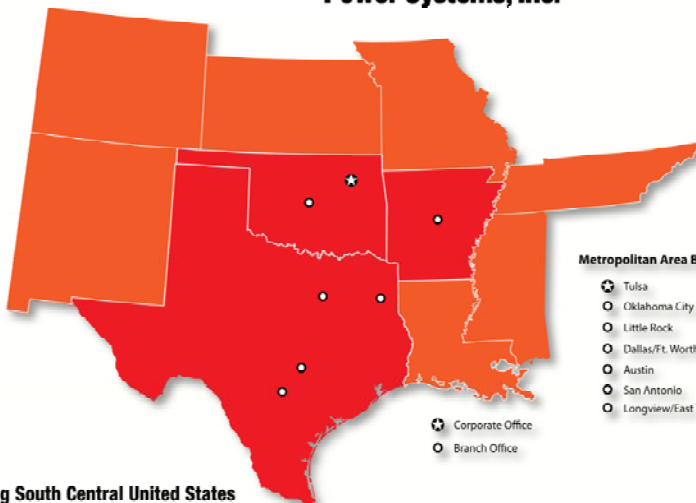 Power Systems, Inc.
Metropolitan Area B
Tulsa
Oklahoma City
Little Rock
Dallas/Ft. Worth
Austin
San Antonio
Longview/East
Corporate Office
Branch Office
g South Central United States